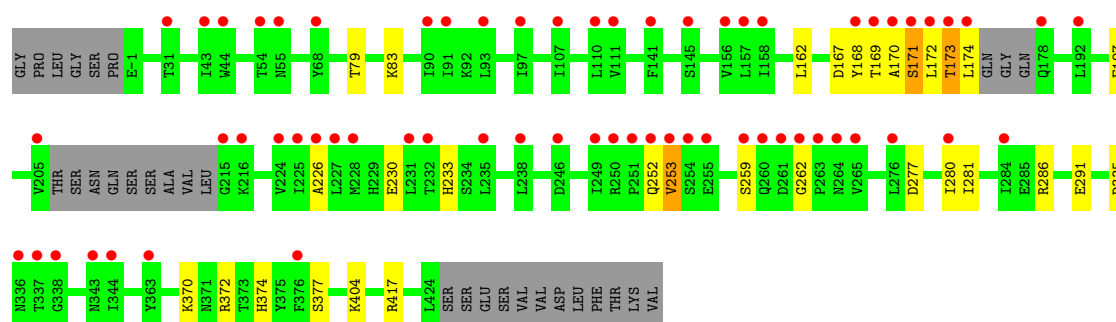 GLY PRO LEU GLY SER PRO E-1 T31 I43 W44 T54 N55 Y68 T79 K83 I90 I91 K92 L93 I97 I107 L110 V111 F141 S145 V156 L157 I158 L162 D167 Y168 T169 A170 S171 L172 T173 L174 GLN GLY GLN Q178 L192
V205 THR SER ASN GLN SER SER ALA VAL LEU G215 K216 V224 I225 A226 L227 M228 H229 E230 L231 T232 H233 S234 L235 L238 D246 I249 R250 P251 Q252 V253 S254 E255 S259 Q260 D261 G262 P263 N264 V265 L276 D277 I280 I281 I284 E285 R286 E291
N336 T337 G338 N343 I344 Y363 K370 N371 R372 T373 H374 Y375 F376 S377 K404 R417 L424 SER SER GLU SER VAL VAL ASP LEU PHE THR LYS VAL